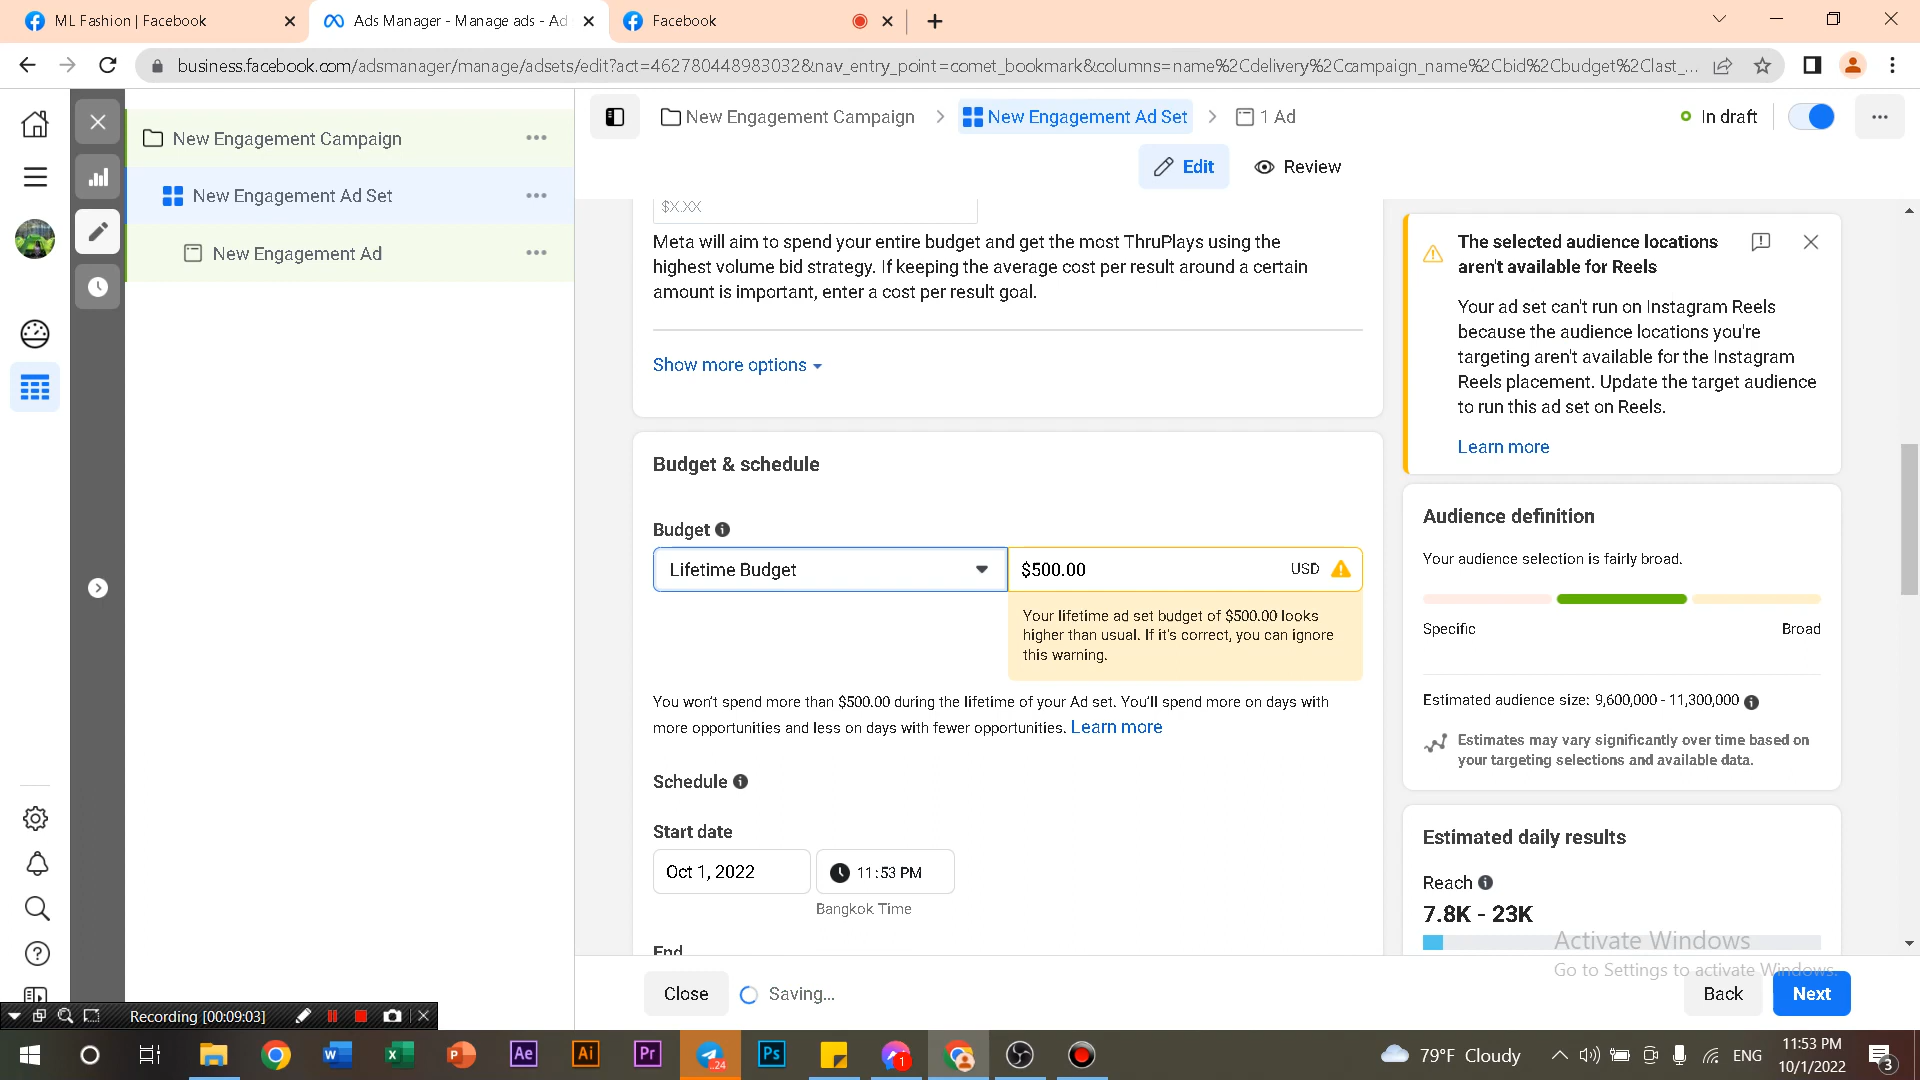 ML Fashion | Facebook
Ads Manager - Manage ads - Ad
Facebook
business.facebook.com/adsmanager/manage/adsets/edit?act=462780448983032&nav_entry_point=comet_bookmark&columns=name%2Cdelivery%2Ccampaign_name%2Cbid%2Cbudget%2Clast_...
New Engagement Campaign
New Engagement Ad Set
New Engagement Ad
New Engagement Campaign
New Engagement Ad Set
1 Ad
In draft
Edit
Review
$X.XX
Meta will aim to spend your entire budget and get the most ThruPlays using the
highest volume bid strategy. If keeping the average cost per result around a certain
amount is important, enter a cost per result goal.
Show more options
Budget & schedule
Budget
Lifetime Budget
$500.00
USD
Your lifetime ad set budget of $500.00 looks
higher than usual. If it's correct, you can ignore
this warning.
You won't spend more than $500.00 during the lifetime of your Ad set. You'll spend more on days with
more opportunities and less on days with fewer opportunities. Learn more
Schedule
Start date
Oct 1, 2022
11:53 PM
Bangkok Time
End
The selected audience locations
aren't available for Reels
Your ad set can't run on Instagram Reels
because the audience locations you're
targeting aren't available for the Instagram
Reels placement. Update the target audience
to run this ad set on Reels.
Learn more
Audience definition
Your audience selection is fairly broad.
Specific
Broad
Estimated audience size: 9,600,000 - 11,300,000
Estimates may vary significantly over time based on
your targeting selections and available data.
Estimated daily results
Reach
7.8K - 23K
Activate Windows
Go to Settings to activate Windows.
Close
Saving...
Back
Next
Recording [00:09:03]
W
X
P
Ae
Ai
Pr
24
Ps
1
79°F Cloudy
ENG
11:53 PM
10/1/2022
3